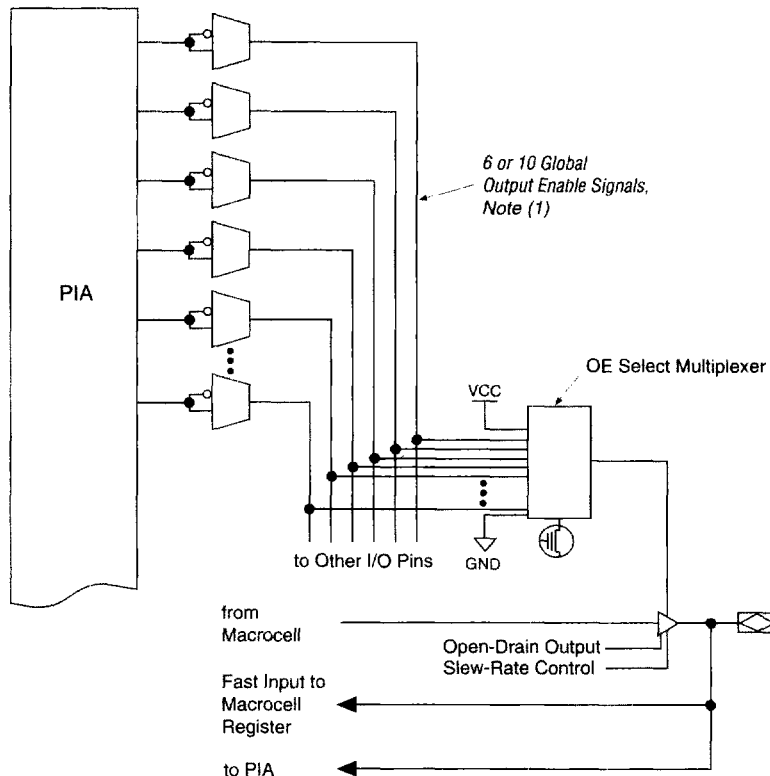 PIA
6 or 10 Global
Output Enable Signals,
Note (1)
OE Select Multiplexer
VCC
to Other I/O Pins
GND
from
Macrocell
Open-Drain Output
Slew-Rate Control
Fast Input to
Macrocell
Register
to PIA